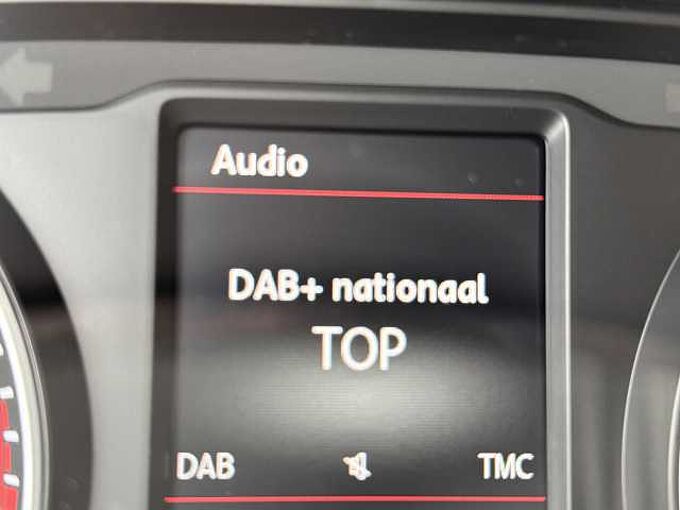 Audio
DAB+ nationaal
TOP
DAB TMC